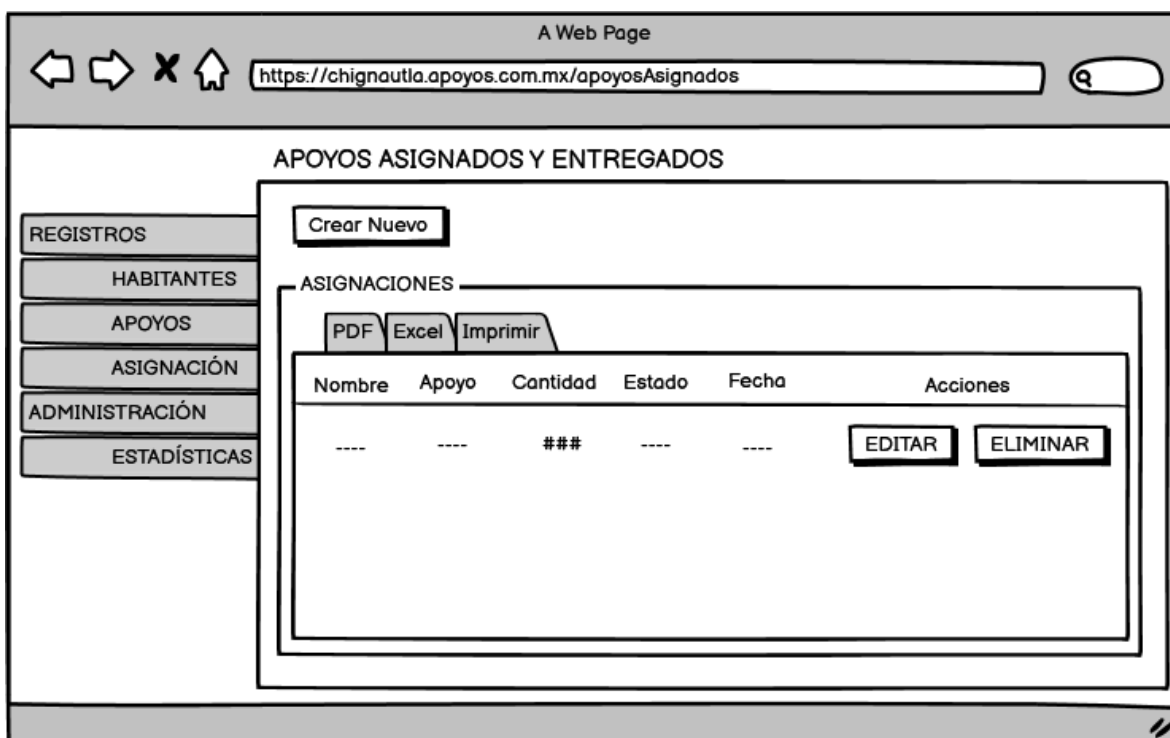 A Web Page
https://chignautla.apoyos.com.mx/apoyosAsignados
APOYOS ASIGNADOS Y ENTREGADOS
REGISTROS
HABITANTES
APOYOS
ASIGNACIÓN
ADMINISTRACIÓN
ESTADÍSTICAS
Crear Nuevo
ASIGNACIONES
PDF Excel Imprimir
Nombre Apoyo Cantidad Estado Fecha Acciones
---- ---- ### ---- ---- EDITAR ELIMINAR